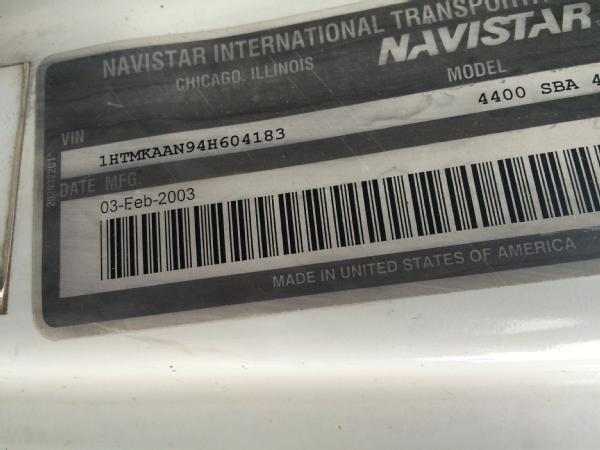 NAVISTAR INTERNATIONAL
CHICAGO, ILLINOIS
NAVISTAR
MODEL
4400 SBA 4
VIN
1HTMKAAN94H604183
DATE MFG.
03-Feb-2003
MADE IN UNITED STATES OF AMERICA